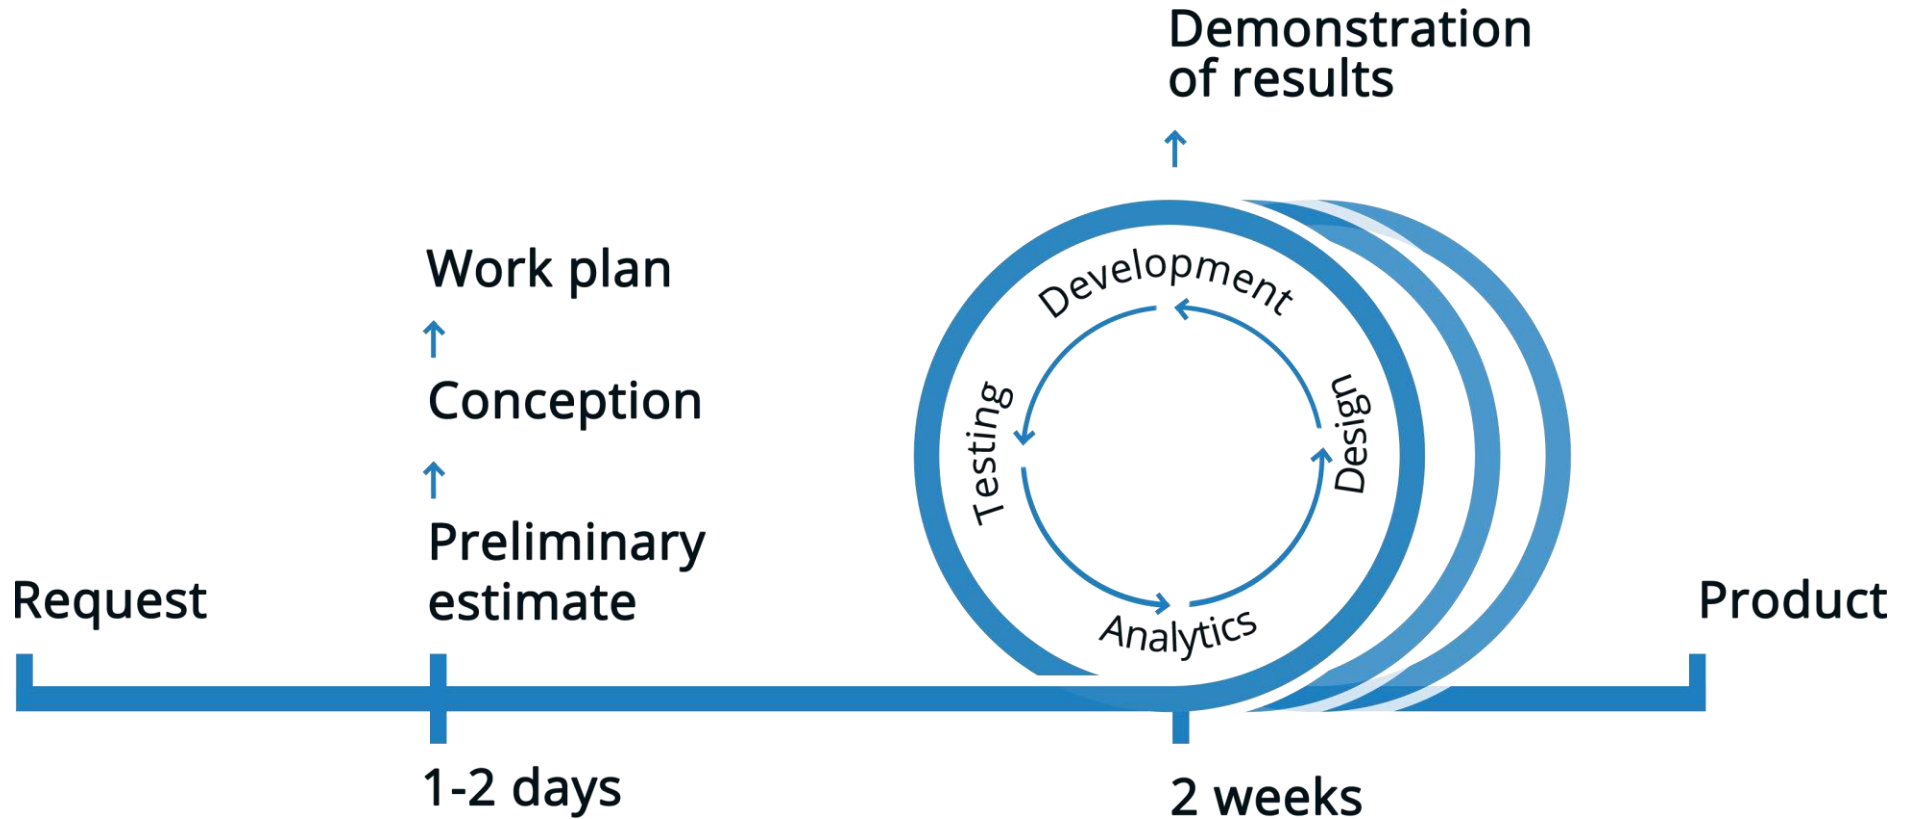 Demonstration
of results
Work plan
Conception
Preliminary
estimate
Request
Development
Design
Testing
Analytics
Product
1-2 days
2 weeks